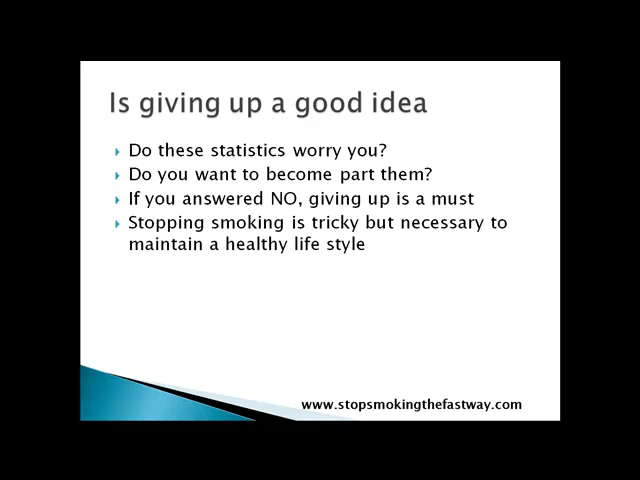 Is giving up a good idea
Do these statistics worry you?
Do you want to become part them?
If you answered NO, giving up is a must
Stopping smoking is tricky but necessary to
maintain a healthy life style
www.stopsmokingthefastway.com